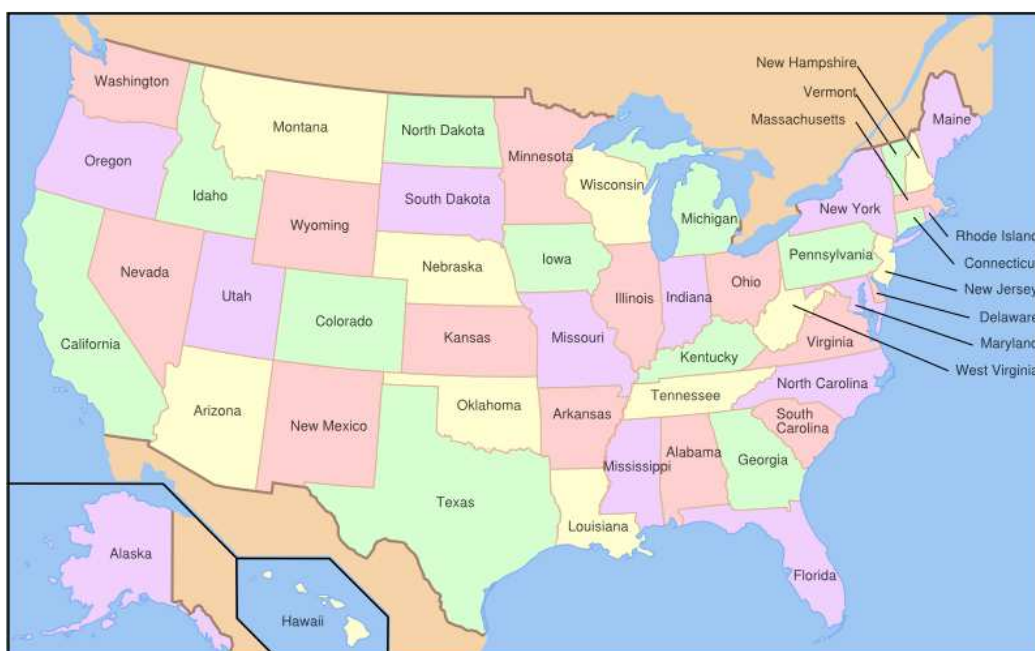 New Hampshire
Vermont
Massachusetts
Washington
Montana
North Dakota
Minnesota
Maine
Oregon
Idaho
Wyoming
South Dakota
Wisconsin
Michigan
New York
Rhode Island
Connecticu
New Jersey
Delaware
Maryland
West Virginia
Nevada
Utah
Colorado
Nebraska
Iowa
Illinois
Indiana
Ohio
Pennsylvania
California
Kansas
Missouri
Kentucky
Virginia
Arizona
New Mexico
Oklahoma
Arkansas
Tennessee
North Carolina
South
Carolina
Texas
Louisiana
Mississippi
Alabama
Georgia
Florida
Alaska
Hawaii